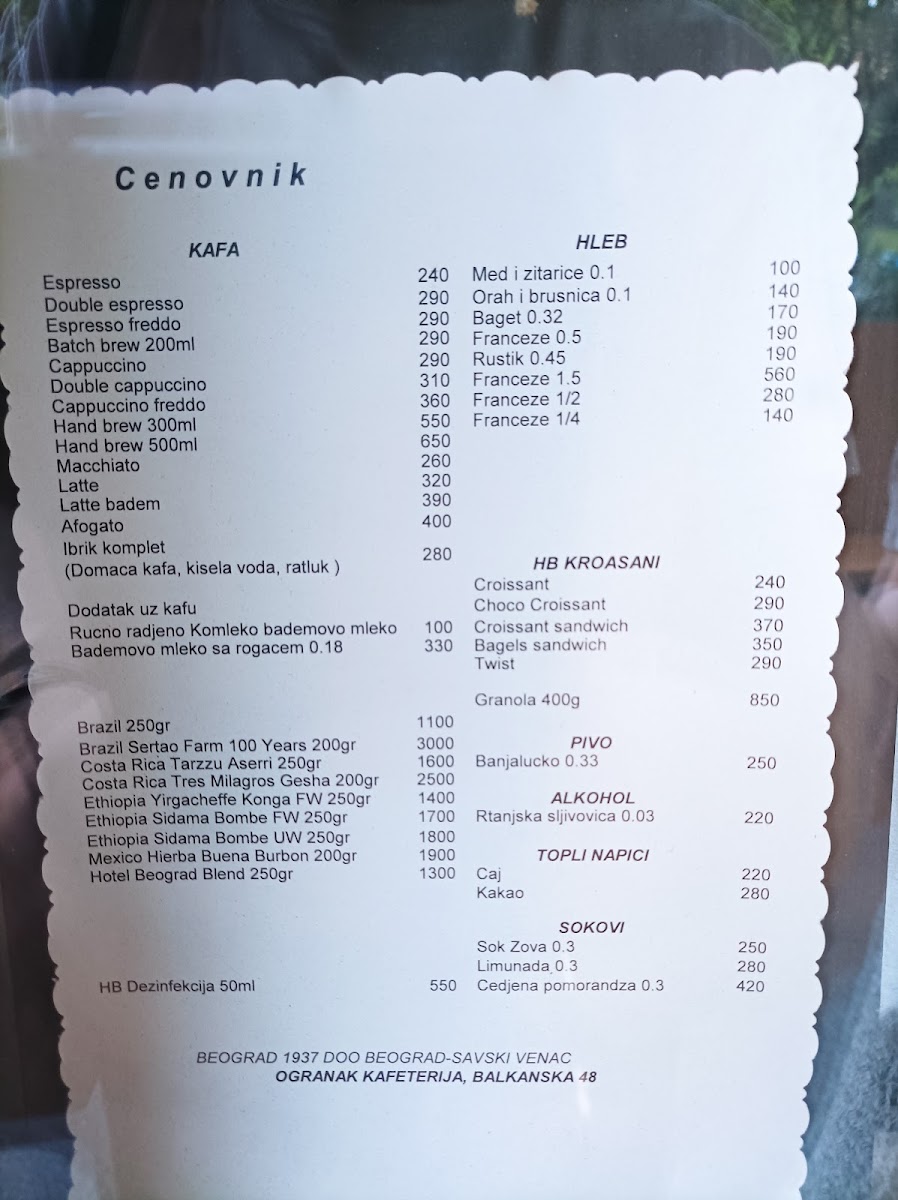 Cenovnik
KAFA
Espresso 240
Double espresso 290
Espresso freddo 290
Batch brew 200ml 290
Cappuccino 290
Double cappuccino 310
Cappuccino freddo 360
Hand brew 300ml 550
Hand brew 500ml 650
Macchiato 260
Latte 320
Latte badem 390
Afogato 400
Ibrik komplet
(Domaca kafa, kisela voda, ratluk ) 280
Dodatak uz kafu
Rucno radjeno Komleko bademovo mleko 100
Bademovo mleko sa rogacem 0.18 330
Brazil 250gr 1100
Brazil Sertao Farm 100 Years 200gr 3000
Costa Rica Tarzzu Aserri 250gr 1600
Costa Rica Tres Milagros Gesha 200gr 2500
Ethiopia Yirgacheffe Konga FW 250gr 1400
Ethiopia Sidama Bombe FW 250gr 1700
Ethiopia Sidama Bombe UW 250gr 1800
Mexico Hierba Buena Burbon 200gr 1900
Hotel Beograd Blend 250gr 1300
HB Dezinfekcija 50ml 550
HLEB
Med i zitarice 0.1 100
Orah i brusnica 0.1 140
Baget 0.32 170
Franceze 0.5 190
Rustik 0.45 190
Franceze 1.5 560
Franceze 1/2 280
Franceze 1/4 140
HB KROASANI
Croissant 240
Choco Croissant 290
Croissant sandwich 370
Bagels sandwich 350
Twist 290
Granola 400g 850
PIVO
Banjalucko 0.33 250
ALKOHOL
Rtanjska sljivovica 0.03 220
TOPLI NAPICI
Caj 220
Kakao 280
SOKOVI
Sok Zova 0.3 250
Limunada 0.3 280
Cedjena pomorandza 0.3 420
BEOGRAD 1937 DOO BEOGRAD-SAVSKI VENAC
OGRANAK KAFETERIJA, BALKANSKA 48